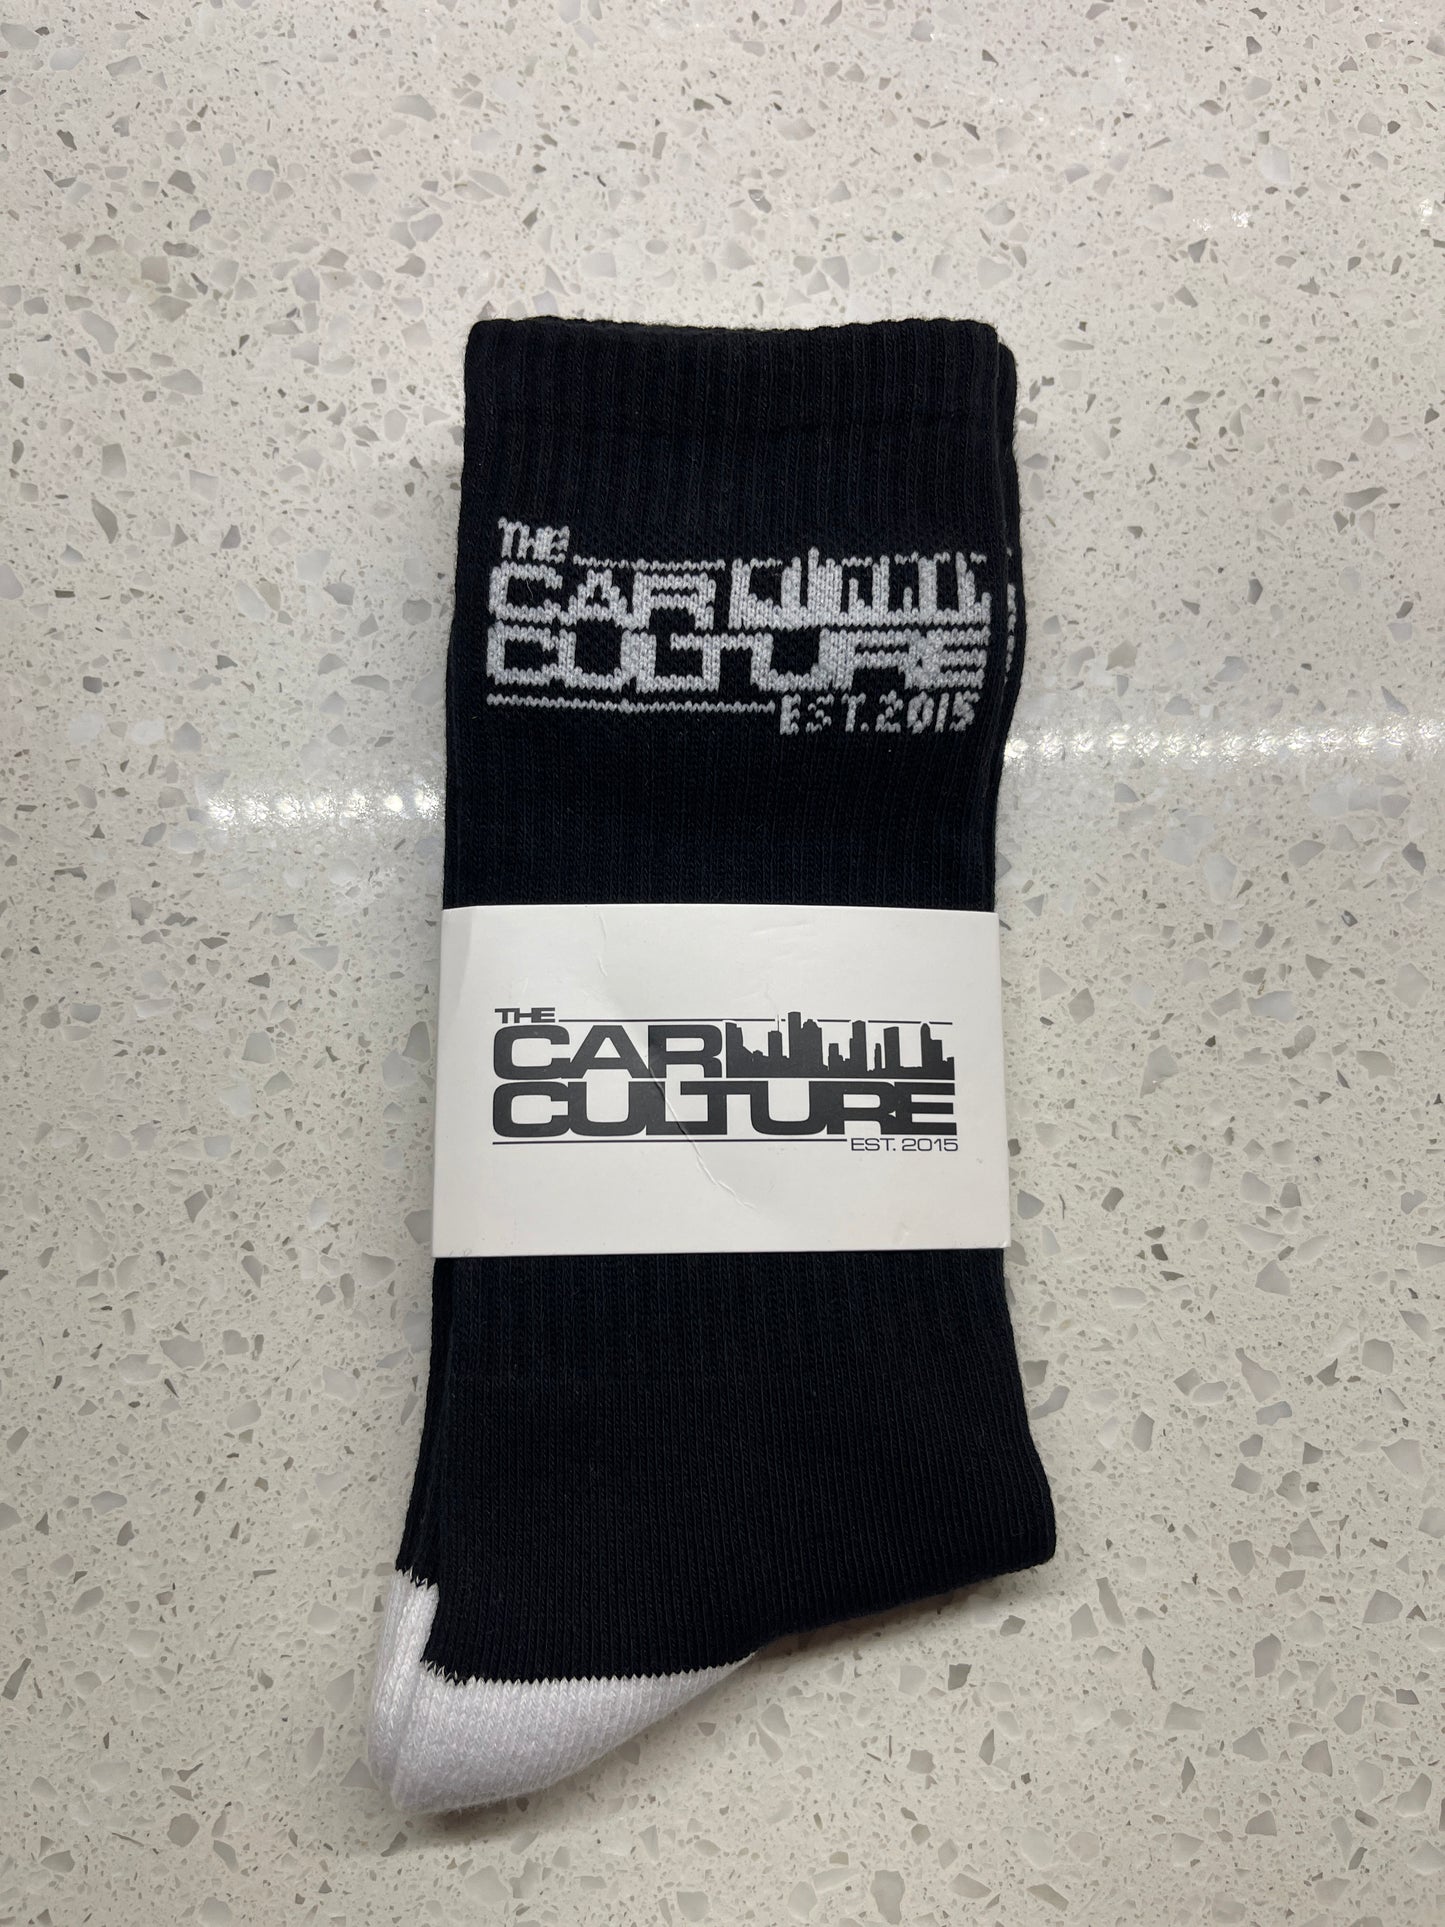 THE
CAR
CULTURE
EST.2015
THE
CAR
CULTURE
EST. 2015